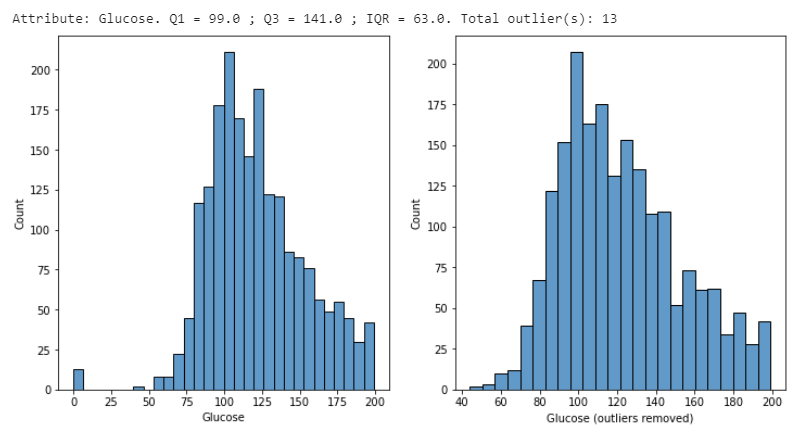 Attribute: Glucose. Q1 = 99.0 ; Q3 = 141.0 ; IQR = 63.0. Total outlier(s): 13
200
175
150
125
100
75
50
25
0
Count
0 25 50 75 100 125 150 175 200
Glucose
200
175
150
125
100
75
50
25
0
Count
40 60 80 100 120 140 160 180 200
Glucose (outliers removed)